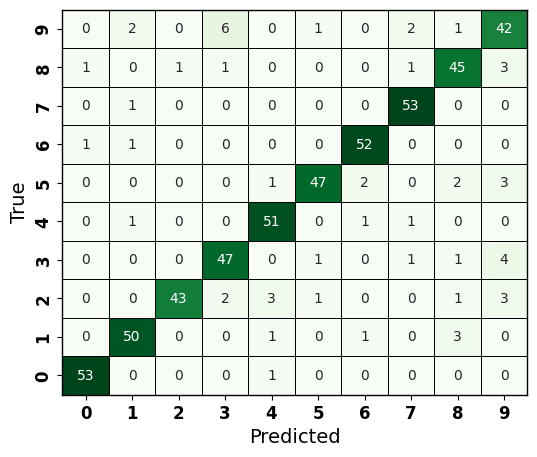 9 0 2 0 6 0 1 0 2 1 42
8 1 0 1 1 0 0 0 1 45 3
7 0 1 0 0 0 0 0 53 0 0
6 1 1 0 0 0 0 52 0 0 0
5 0 0 0 0 1 47 2 0 2 3
4 0 1 0 0 51 0 1 1 0 0
3 0 0 0 47 0 1 0 1 1 4
2 0 0 43 2 3 1 0 0 1 3
1 0 50 0 0 1 0 1 0 3 0
0 53 0 0 0 1 0 0 0 0 0
0 1 2 3 4 5 6 7 8 9
Predicted
True